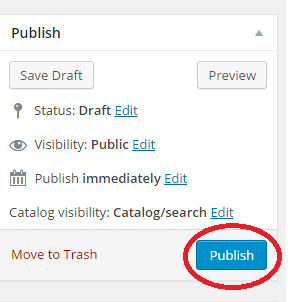 Publish
Save Draft Preview
Status: Draft Edit
Visibility: Public Edit
Publish immediately Edit
Catalog visibility: Catalog/search Edit
Move to Trash Publish